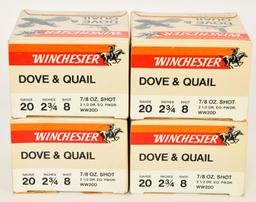 DOVE &
QUAIL
WINCHESTER
DOVE & QUAIL
GAUGE INCHES SHOT
20 2¾ 8
7/8 OZ. SHOT
2 1/2 DR. EQ. PWDR.
WW20D
DOVE &
QUAIL
WINCHESTER
DOVE & QUAIL
GAUGE INCHES SHOT
20 2¾ 8
7/8 OZ. SHOT
2 1/2 DR. EQ. PWDR.
WW20D
WINCHESTER
DOVE & QUAIL
GAUGE INCHES SHOT
20 2¾ 8
7/8 OZ. SHOT
2 1/2 DR. EQ. PWDR.
WW20D
WINCHESTER
DOVE & QUAIL
GAUGE INCHES SHOT
20 2¾ 8
7/8 OZ. SHOT
2 1/2 DR. EQ. PWDR.
WW20D